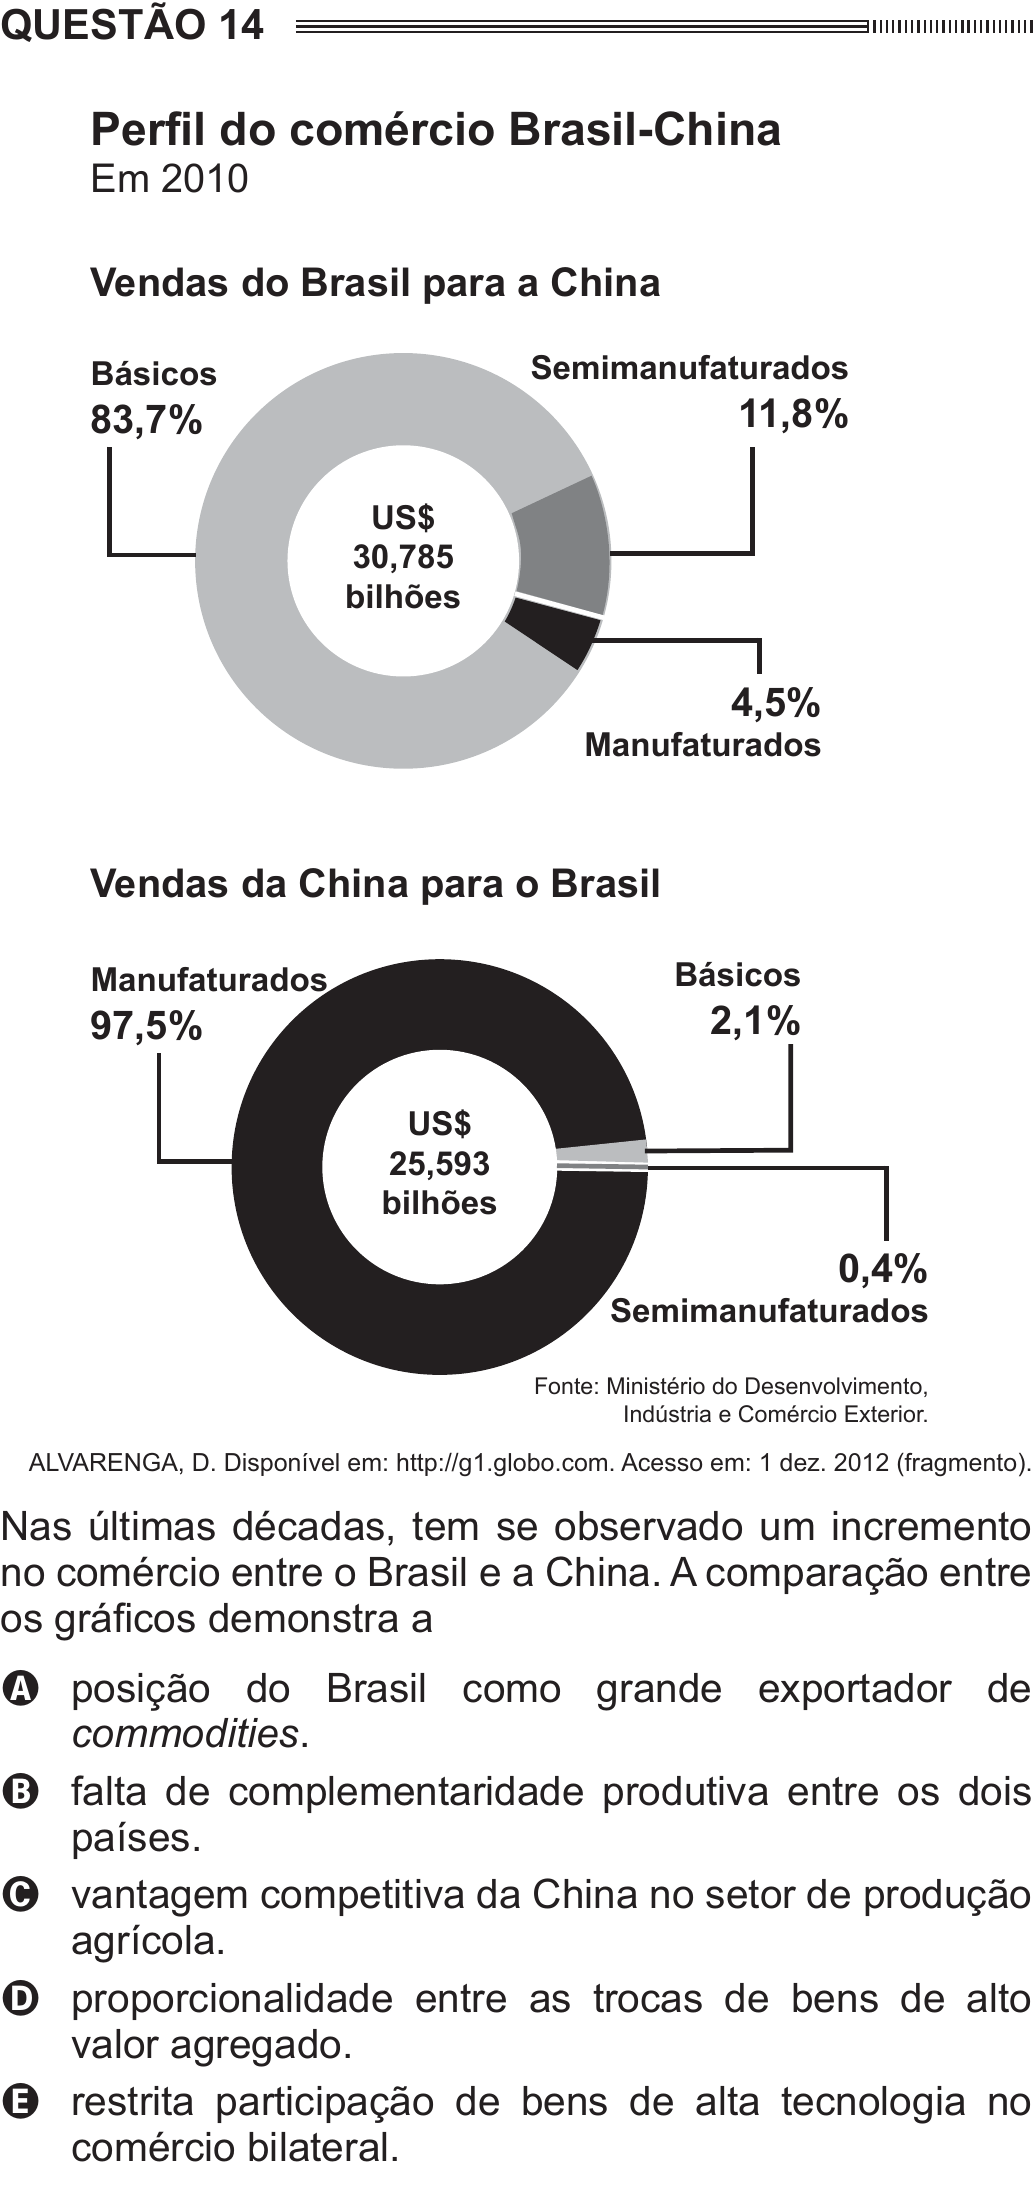 QUESTÃO 14
Perfil do comércio Brasil-China
Em 2010
Vendas do Brasil para a China
Básicos
83,7%
Semimanufaturados
11,8%
US$
30,785
bilhões
4,5%
Manufaturados
Vendas da China para o Brasil
Manufaturados
97,5%
Básicos
2,1%
US$
25,593
bilhões
0,4%
Semimanufaturados
Fonte: Ministério do Desenvolvimento,
Indústria e Comércio Exterior.
ALVARENGA, D. Disponível em: http://g1.globo.com. Acesso em: 1 dez. 2012 (fragmento).
Nas últimas décadas, tem se observado um incremento
no comércio entre o Brasil e a China. A comparação entre
os gráficos demonstra a
A posição do Brasil como grande exportador de
commodities.
B falta de complementaridade produtiva entre os dois
países.
C vantagem competitiva da China no setor de produção
agrícola.
D proporcionalidade entre as trocas de bens de alto
valor agregado.
E restrita participação de bens de alta tecnologia no
comércio bilateral.